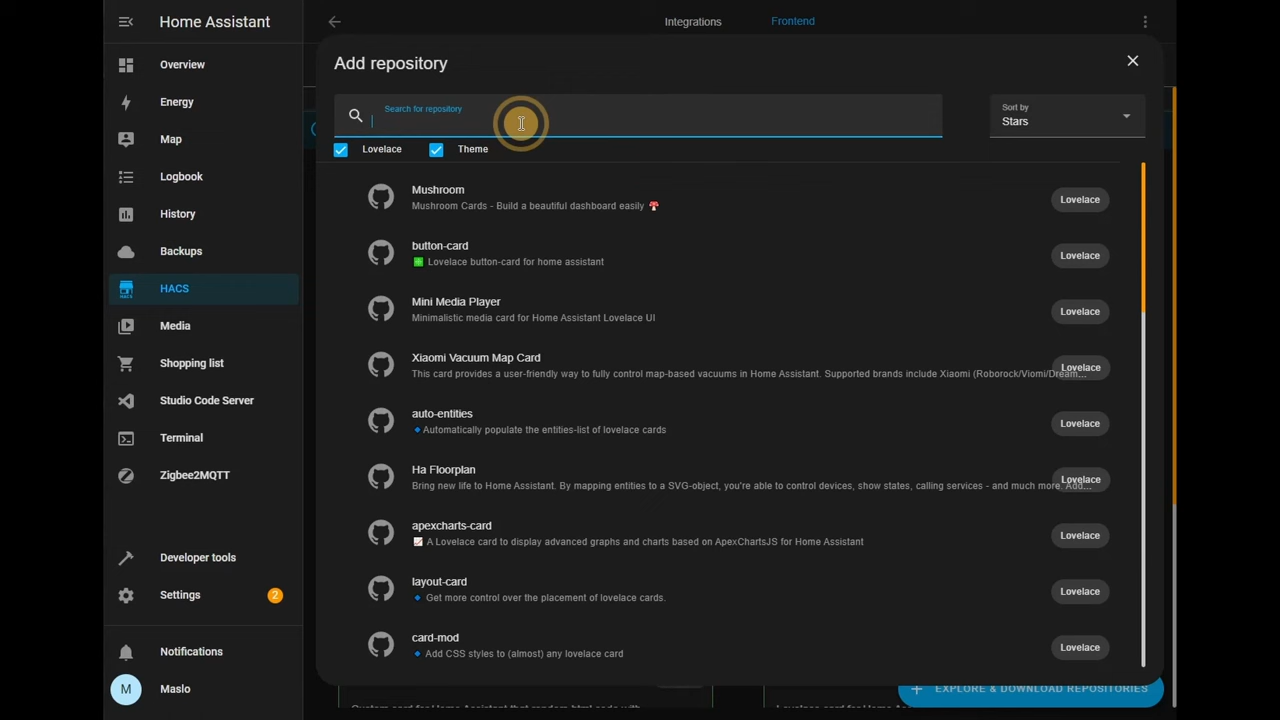 Home Assistant
Integrations
Frontend
Overview
Energy
Map
Logbook
History
Backups
HACS
HACS
Media
Shopping list
Studio Code Server
Terminal
Zigbee2MQTT
Developer tools
Settings
2
Notifications
M
Maslo
Add repository
Search for repository
Sort by
Stars
Lovelace
Theme
Mushroom
Mushroom Cards - Build a beautiful dashboard easily 🍄
Lovelace
button-card
❇️ Lovelace button-card for home assistant
Lovelace
Mini Media Player
Minimalistic media card for Home Assistant Lovelace UI
Lovelace
Xiaomi Vacuum Map Card
This card provides a user-friendly way to fully control map-based vacuums in Home Assistant. Supported brands include Xiaomi (Roborock/Viomi/Dream...
Lovelace
auto-entities
🔹Automatically populate the entities-list of lovelace cards
Lovelace
Ha Floorplan
Bring new life to Home Assistant. By mapping entities to a SVG-object, you're able to control devices, show states, calling services - and much more. Add...
Lovelace
apexcharts-card
📈 A Lovelace card to display advanced graphs and charts based on ApexChartsJS for Home Assistant
Lovelace
layout-card
🔹 Get more control over the placement of lovelace cards.
Lovelace
card-mod
🔹 Add CSS styles to (almost) any lovelace card
Lovelace
EXPLORE & DOWNLOAD REPOSITORIES